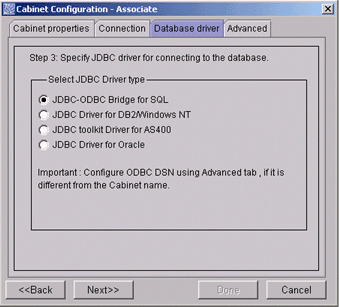 Cabinet Configuration - Associate
Cabinet properties Connection Database driver Advanced
Step 3: Specify JDBC driver for connecting to the database.
Select JDBC Driver type
JDBC-ODBC Bridge for SQL
JDBC Driver for DB2/Windows NT
JDBC toolkit Driver for AS400
JDBC Driver for Oracle
Important : Configure ODBC DSN using Advanced tab , if it is
different from the Cabinet name.
<<Back Next>> Done Cancel